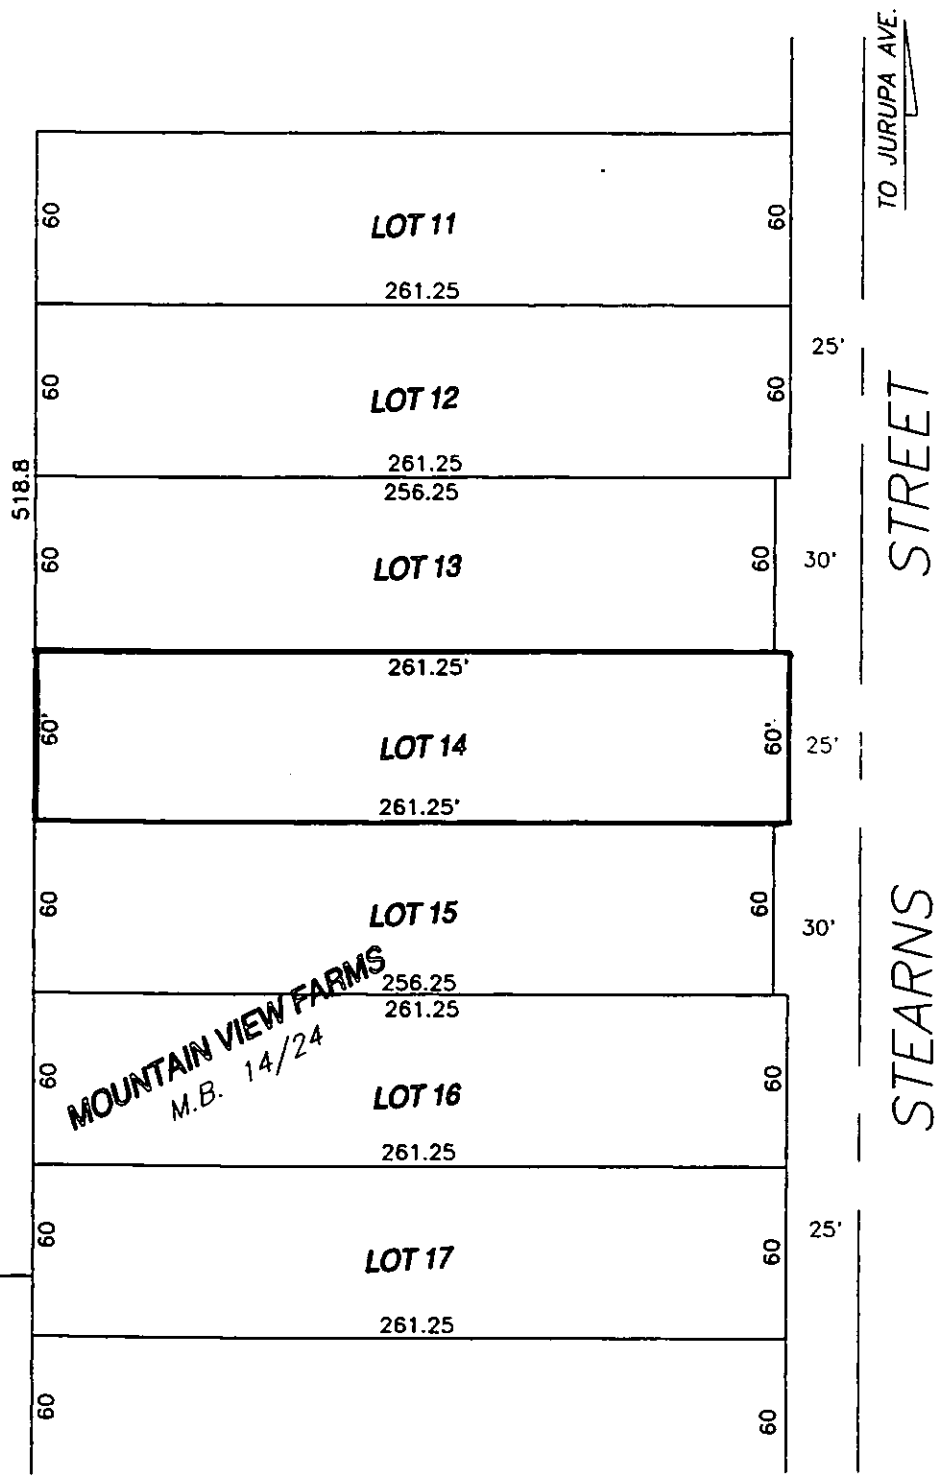 TO JURUPA AVE.
60
LOT 11
60
261.25
25'
60
LOT 12
60
261.25
518.8
256.25
60
LOT 13
60
30'
STREET
261.25'
60'
LOT 14
60'
25'
261.25'
60
LOT 15
60
30'
STEARNS
256.25
261.25
MOUNTAIN VIEW FARMS
M.B. 14/24
60
LOT 16
60
261.25
60
LOT 17
60
25'
261.25
60
60